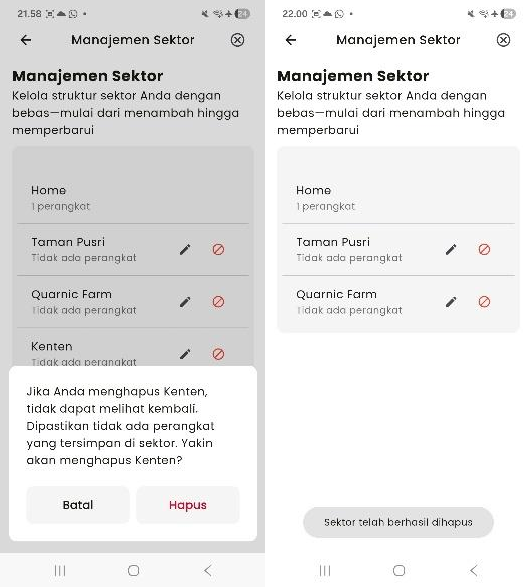 21.58
24
Manajemen Sektor
Manajemen Sektor
Kelola struktur sektor Anda dengan
bebas—mulai dari menambah hingga
memperbarui
Home
1 perangkat
Taman Pusri
Tidak ada perangkat
Quarnic Farm
Tidak ada perangkat
Kenten
Tidak ada perangkat
Jika Anda menghapus Kenten,
tidak dapat melihat kembali.
Dipastikan tidak ada perangkat
yang tersimpan di sektor. Yakin
akan menghapus Kenten?
Batal
Hapus
22.00
24
Manajemen Sektor
Manajemen Sektor
Kelola struktur sektor Anda dengan
bebas—mulai dari menambah hingga
memperbarui
Home
1 perangkat
Taman Pusri
Tidak ada perangkat
Quarnic Farm
Tidak ada perangkat
Sektor telah berhasil dihapus